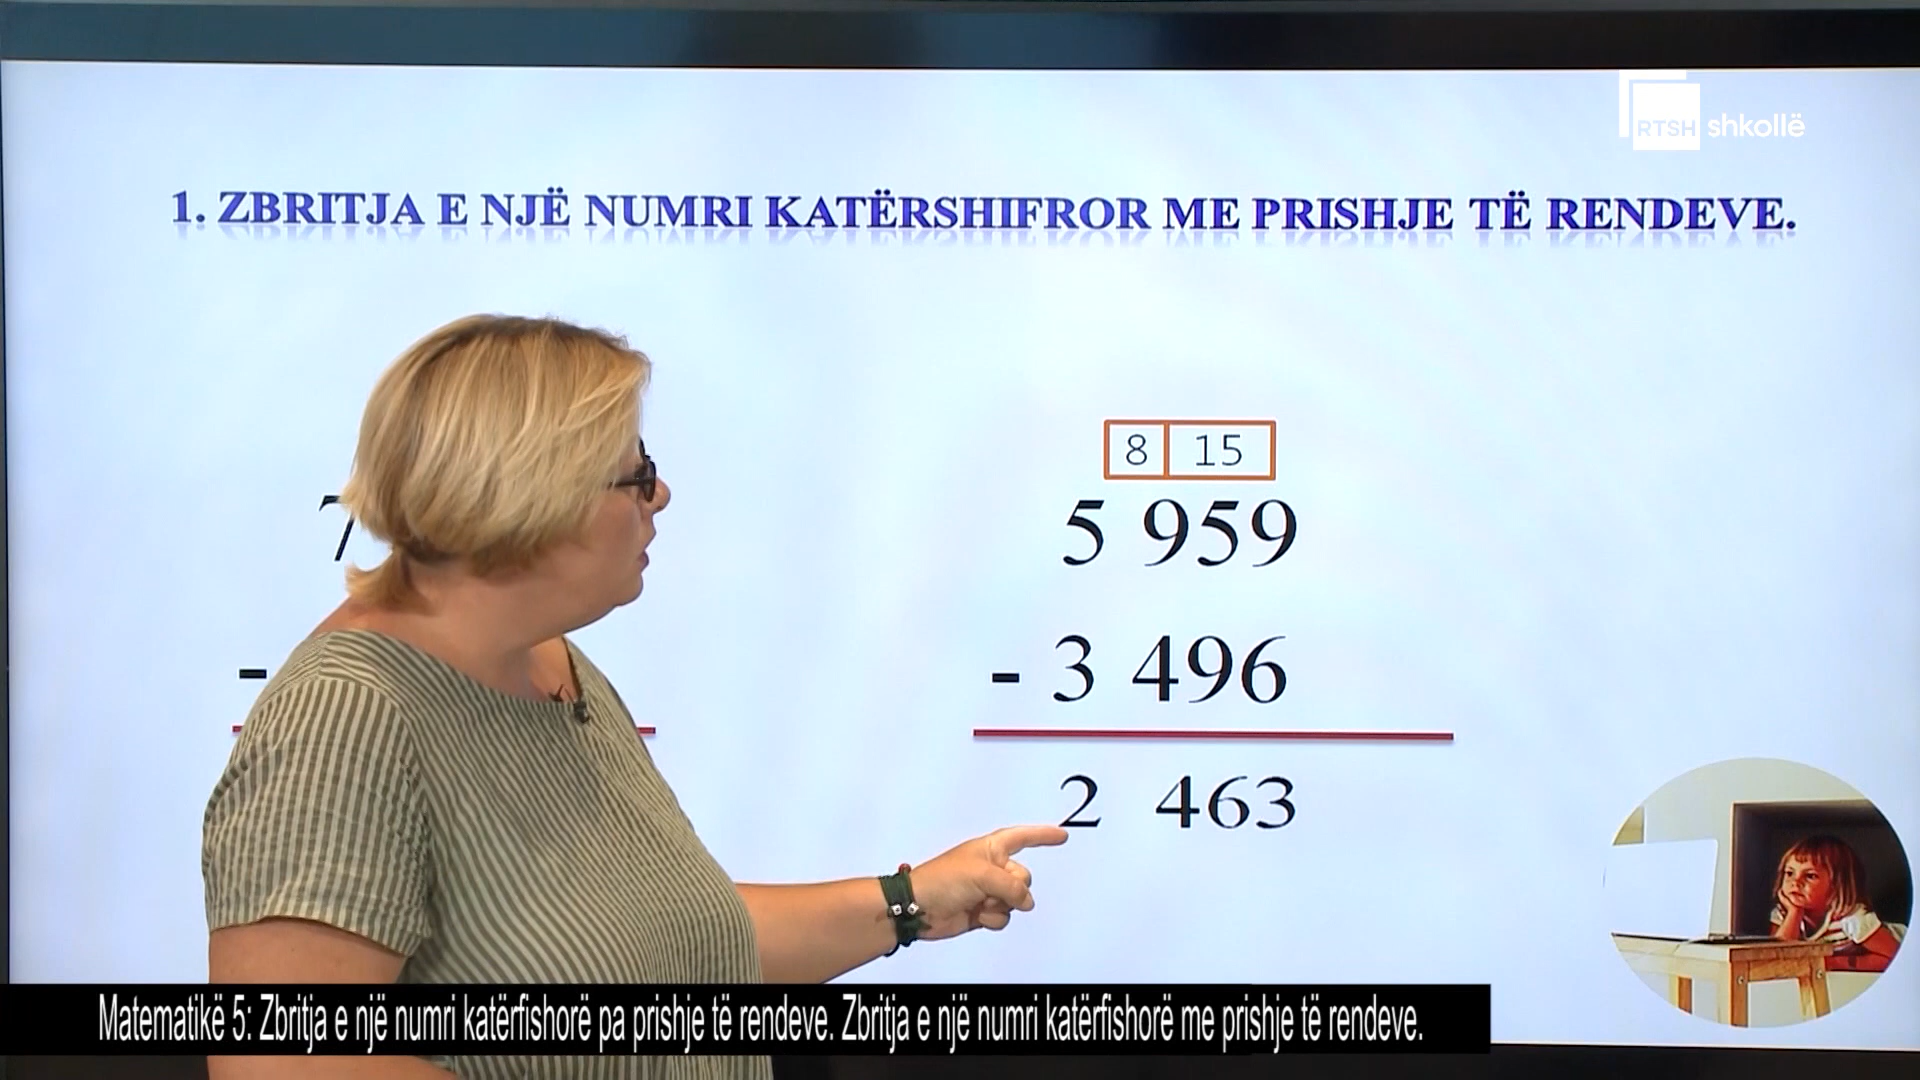 RTSH shkollë
1. ZBRITJA E NJË NUMRI KATËRSHIFROR ME PRISHJE TË RENDEVE.
8 15
7
5 959
-
- 3 496
2 463
Matematikë 5: Zbritja e një numri katërfishorë pa prishje të rendeve. Zbritja e një numri katërfishorë me prishje të rendeve.